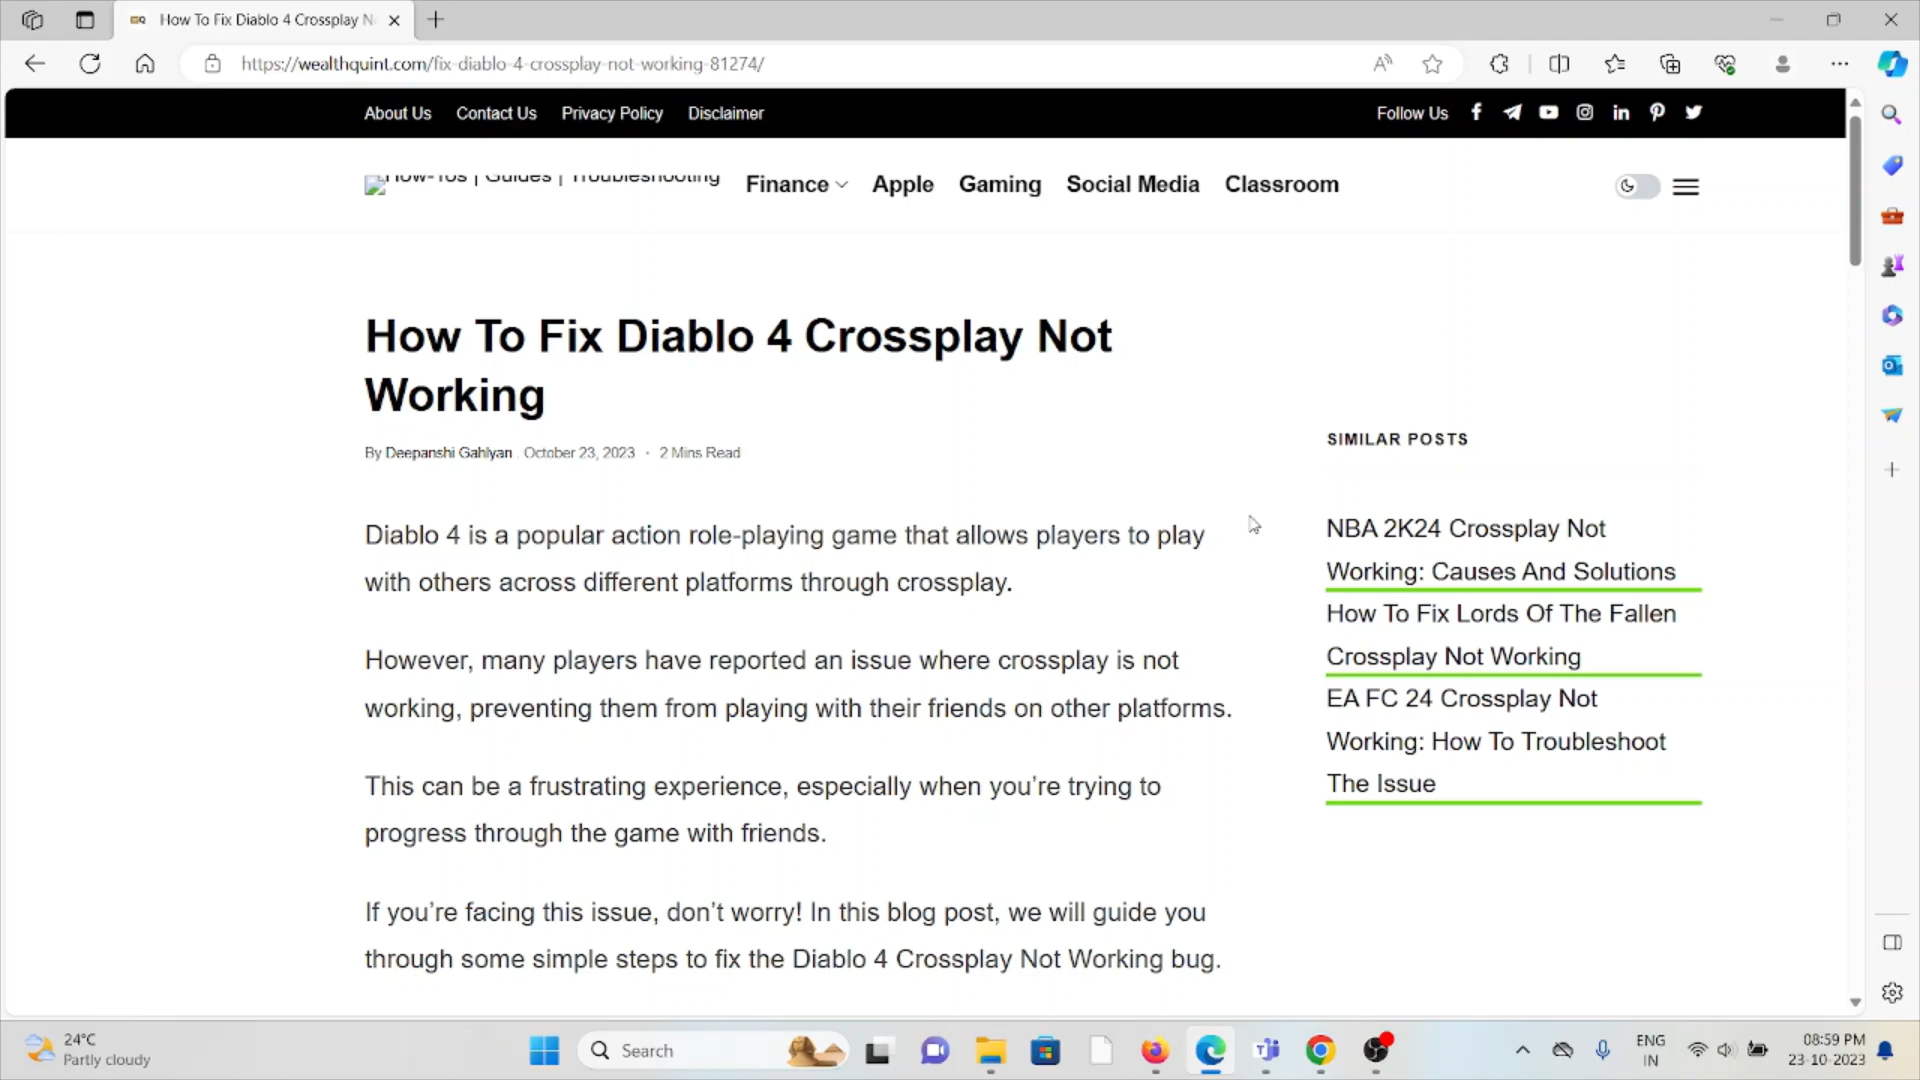 How To Fix Diablo 4 Crossplay N
https://wealthquint.com/fix-diablo-4-crossplay-not-working-81274/
About Us Contact Us Privacy Policy Disclaimer Follow Us
How-Tos | Guides | Troubleshooting Finance Apple Gaming Social Media Classroom
How To Fix Diablo 4 Crossplay Not
Working
By Deepanshi Gahlyan . October 23, 2023 · 2 Mins Read
Diablo 4 is a popular action role-playing game that allows players to play
with others across different platforms through crossplay.
However, many players have reported an issue where crossplay is not
working, preventing them from playing with their friends on other platforms.
This can be a frustrating experience, especially when you’re trying to
progress through the game with friends.
If you’re facing this issue, don’t worry! In this blog post, we will guide you
through some simple steps to fix the Diablo 4 Crossplay Not Working bug.
SIMILAR POSTS
NBA 2K24 Crossplay Not
Working: Causes And Solutions
How To Fix Lords Of The Fallen
Crossplay Not Working
EA FC 24 Crossplay Not
Working: How To Troubleshoot
The Issue
24°C
Partly cloudy
Search
ENG
IN
08:59 PM
23-10-2023